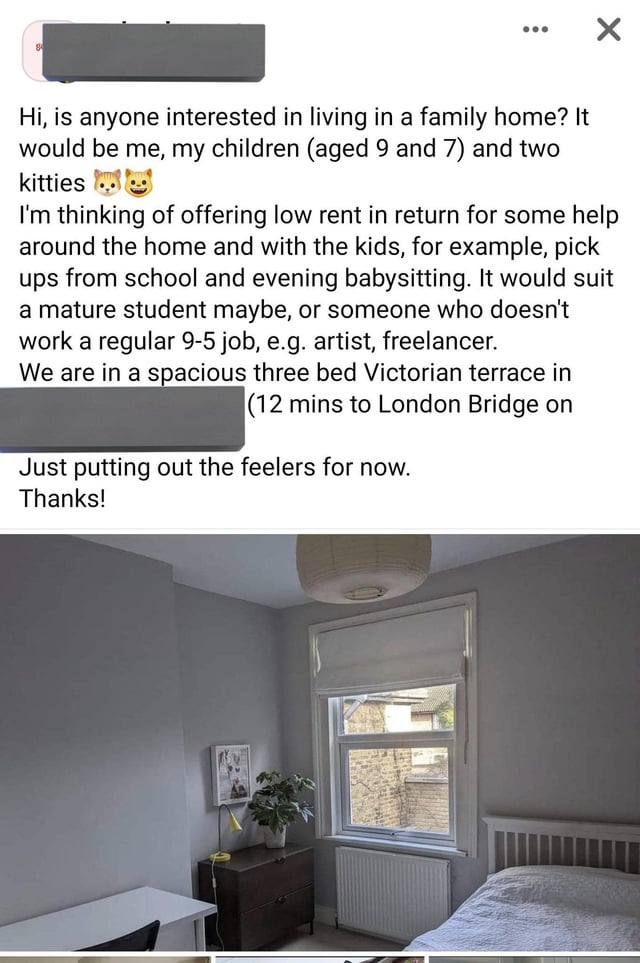 Hi, is anyone interested in living in a family home? It
would be me, my children (aged 9 and 7) and two
kitties 🐱😺
I'm thinking of offering low rent in return for some help
around the home and with the kids, for example, pick
ups from school and evening babysitting. It would suit
a mature student maybe, or someone who doesn't
work a regular 9-5 job, e.g. artist, freelancer.
We are in a spacious three bed Victorian terrace in
(12 mins to London Bridge on
Just putting out the feelers for now.
Thanks!